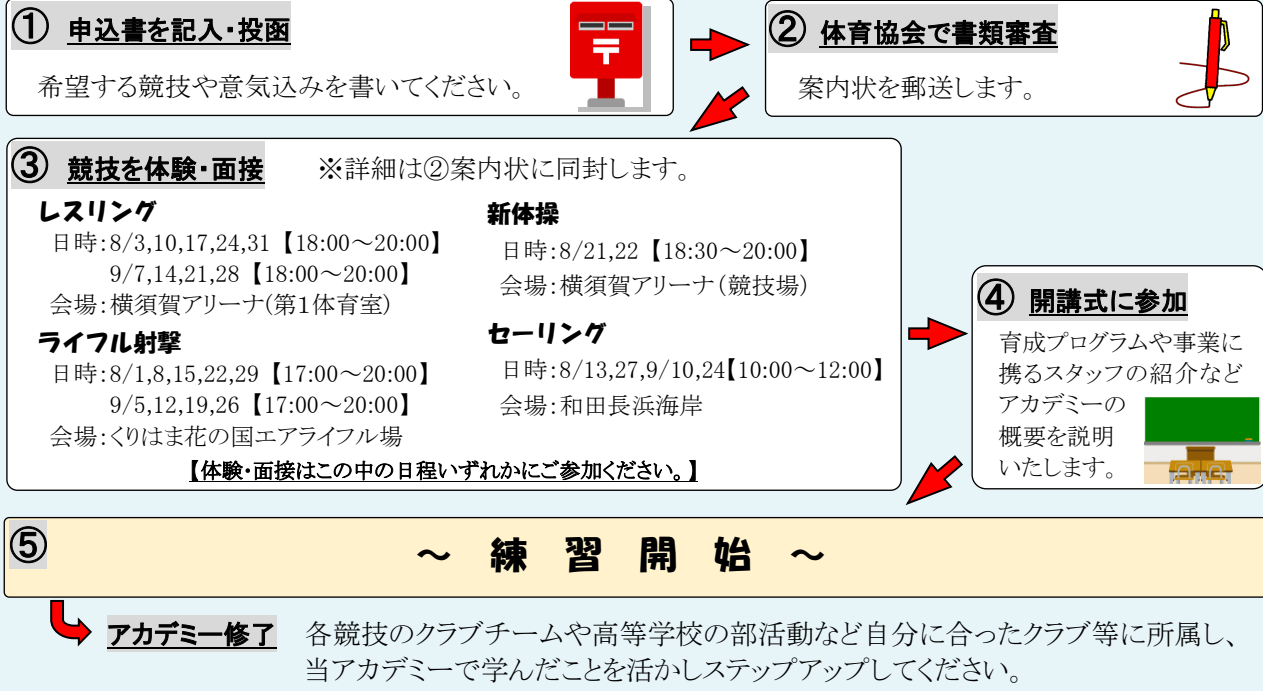 ① 申込書を記入・投函
希望する競技や意気込みを書いてください。
② 体育協会で書類審査
案内状を郵送します。
③ 競技を体験・面接 ※詳細は②案内状に同封します。
レスリング
日時:8/3,10,17,24,31【18:00～20:00】
9/7,14,21,28【18:00～20:00】
会場:横須賀アリーナ(第1体育室)
ライフル射撃
日時:8/1,8,15,22,29【17:00～20:00】
9/5,12,19,26【17:00～20:00】
会場:くりはま花の国エアライフル場
新体操
日時:8/21,22【18:30～20:00】
会場:横須賀アリーナ(競技場)
セーリング
日時:8/13,27,9/10,24【10:00～12:00】
会場:和田長浜海岸
【体験・面接はこの中の日程いずれかにご参加ください。】
④ 開講式に参加
育成プログラムや事業に
携るスタッフの紹介など
アカデミーの
概要を説明
いたします。
⑤ ～ 練 習 開 始 ～
アカデミー修了 各競技のクラブチームや高等学校の部活動など自分に合ったクラブ等に所属し、
当アカデミーで学んだことを活かしステップアップしてください。